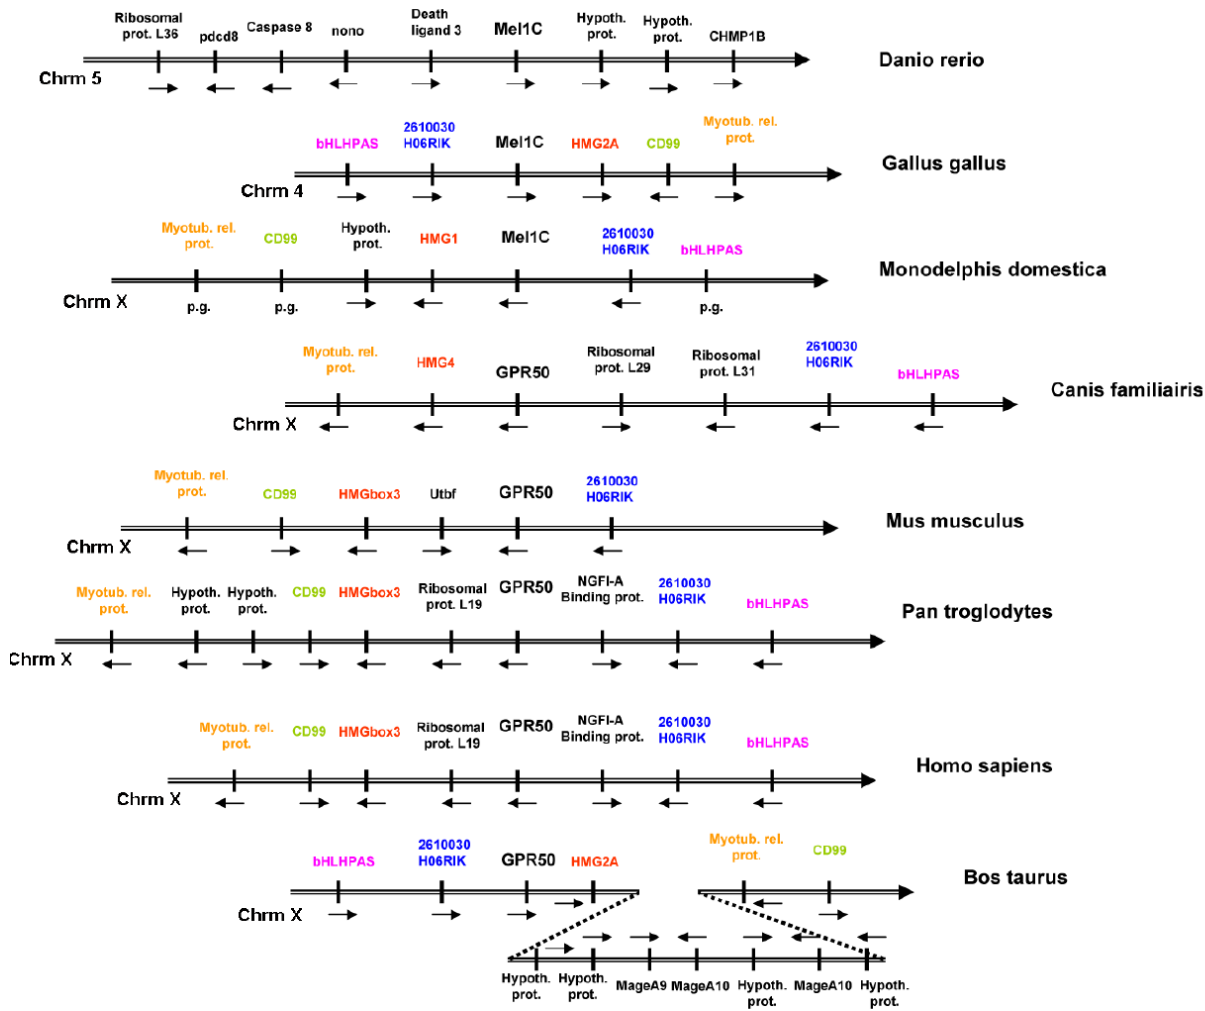 Ribosomal
prot. L36
pdcd8
Caspase 8
nono
Death
ligand 3
Mel1C
Hypoth.
prot.
Hypoth.
prot.
CHMP1B
Chrm 5
Danio rerio
bHLHPAS
2610030
H06RIK
Mel1C
HMG2A
CD99
Myotub. rel.
prot.
Chrm 4
Gallus gallus
Myotub. rel.
prot.
CD99
Hypoth.
prot.
HMG1
Mel1C
2610030
H06RIK
bHLHPAS
Chrm X
p.g.
p.g.
p.g.
Monodelphis domestica
Myotub. rel.
prot.
HMG4
GPR50
Ribosomal
prot. L29
Ribosomal
prot. L31
2610030
H06RIK
bHLHPAS
Chrm X
Canis familiairis
Myotub. rel.
prot.
CD99
HMGbox3
Utbf
GPR50
2610030
H06RIK
Chrm X
Mus musculus
Myotub. rel.
prot.
Hypoth.
prot.
Hypoth.
prot.
CD99
HMGbox3
Ribosomal
prot. L19
GPR50
NGFI-A
Binding prot.
2610030
H06RIK
bHLHPAS
Chrm X
Pan troglodytes
Myotub. rel.
prot.
CD99
HMGbox3
Ribosomal
prot. L19
GPR50
NGFI-A
Binding prot.
2610030
H06RIK
bHLHPAS
Chrm X
Homo sapiens
bHLHPAS
2610030
H06RIK
GPR50
HMG2A
Myotub. rel.
prot.
CD99
Chrm X
Bos taurus
Hypoth.
prot.
Hypoth.
prot.
MageA9
MageA10
Hypoth.
prot.
MageA10
Hypoth.
prot.